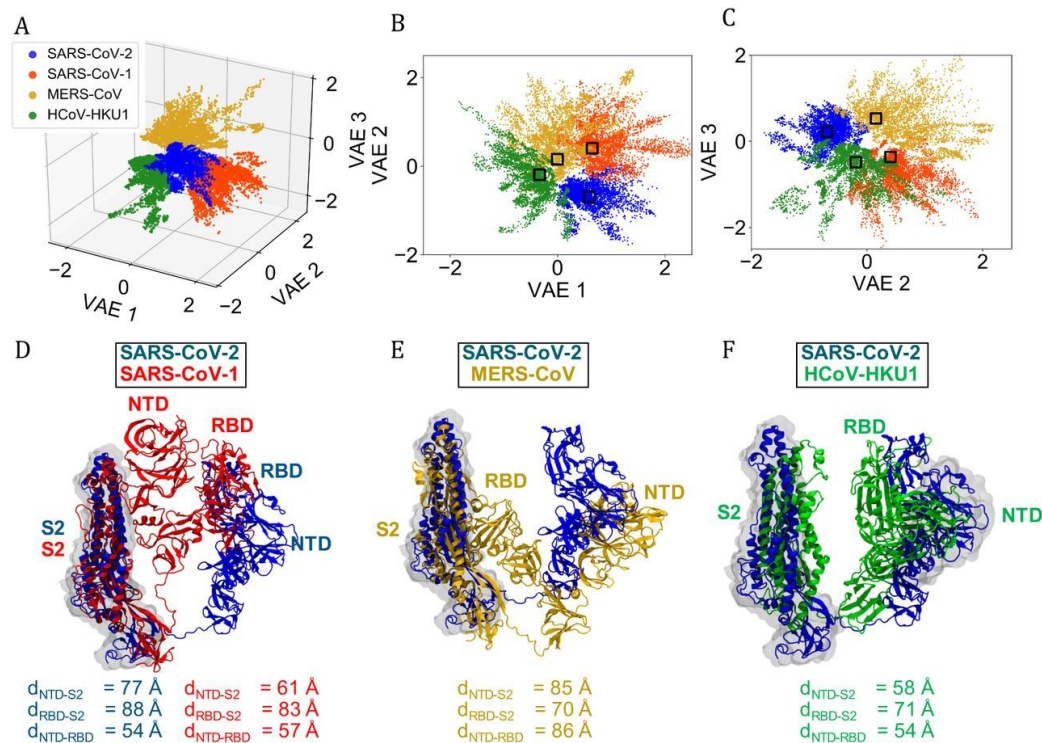 A
SARS-CoV-2
SARS-CoV-1
MERS-CoV
HCoV-HKU1
2
0
−2
VAE 3
−2
0
2
VAE 1
−2
0
2
VAE 2
B
2
0
−2
VAE 2
−2
0
2
VAE 1
C
2
0
−2
VAE 3
−2
0
2
VAE 2
D
SARS-CoV-2
SARS-CoV-1
NTD
RBD
RBD
S2
S2
NTD
dNTD-S2 = 77 Å
dRBD-S2 = 88 Å
dNTD-RBD = 54 Å
dNTD-S2 = 61 Å
dRBD-S2 = 83 Å
dNTD-RBD = 57 Å
E
SARS-CoV-2
MERS-CoV
RBD
NTD
S2
dNTD-S2 = 85 Å
dRBD-S2 = 70 Å
dNTD-RBD = 86 Å
F
SARS-CoV-2
HCoV-HKU1
RBD
S2
NTD
dNTD-S2 = 58 Å
dRBD-S2 = 71 Å
dNTD-RBD = 54 Å